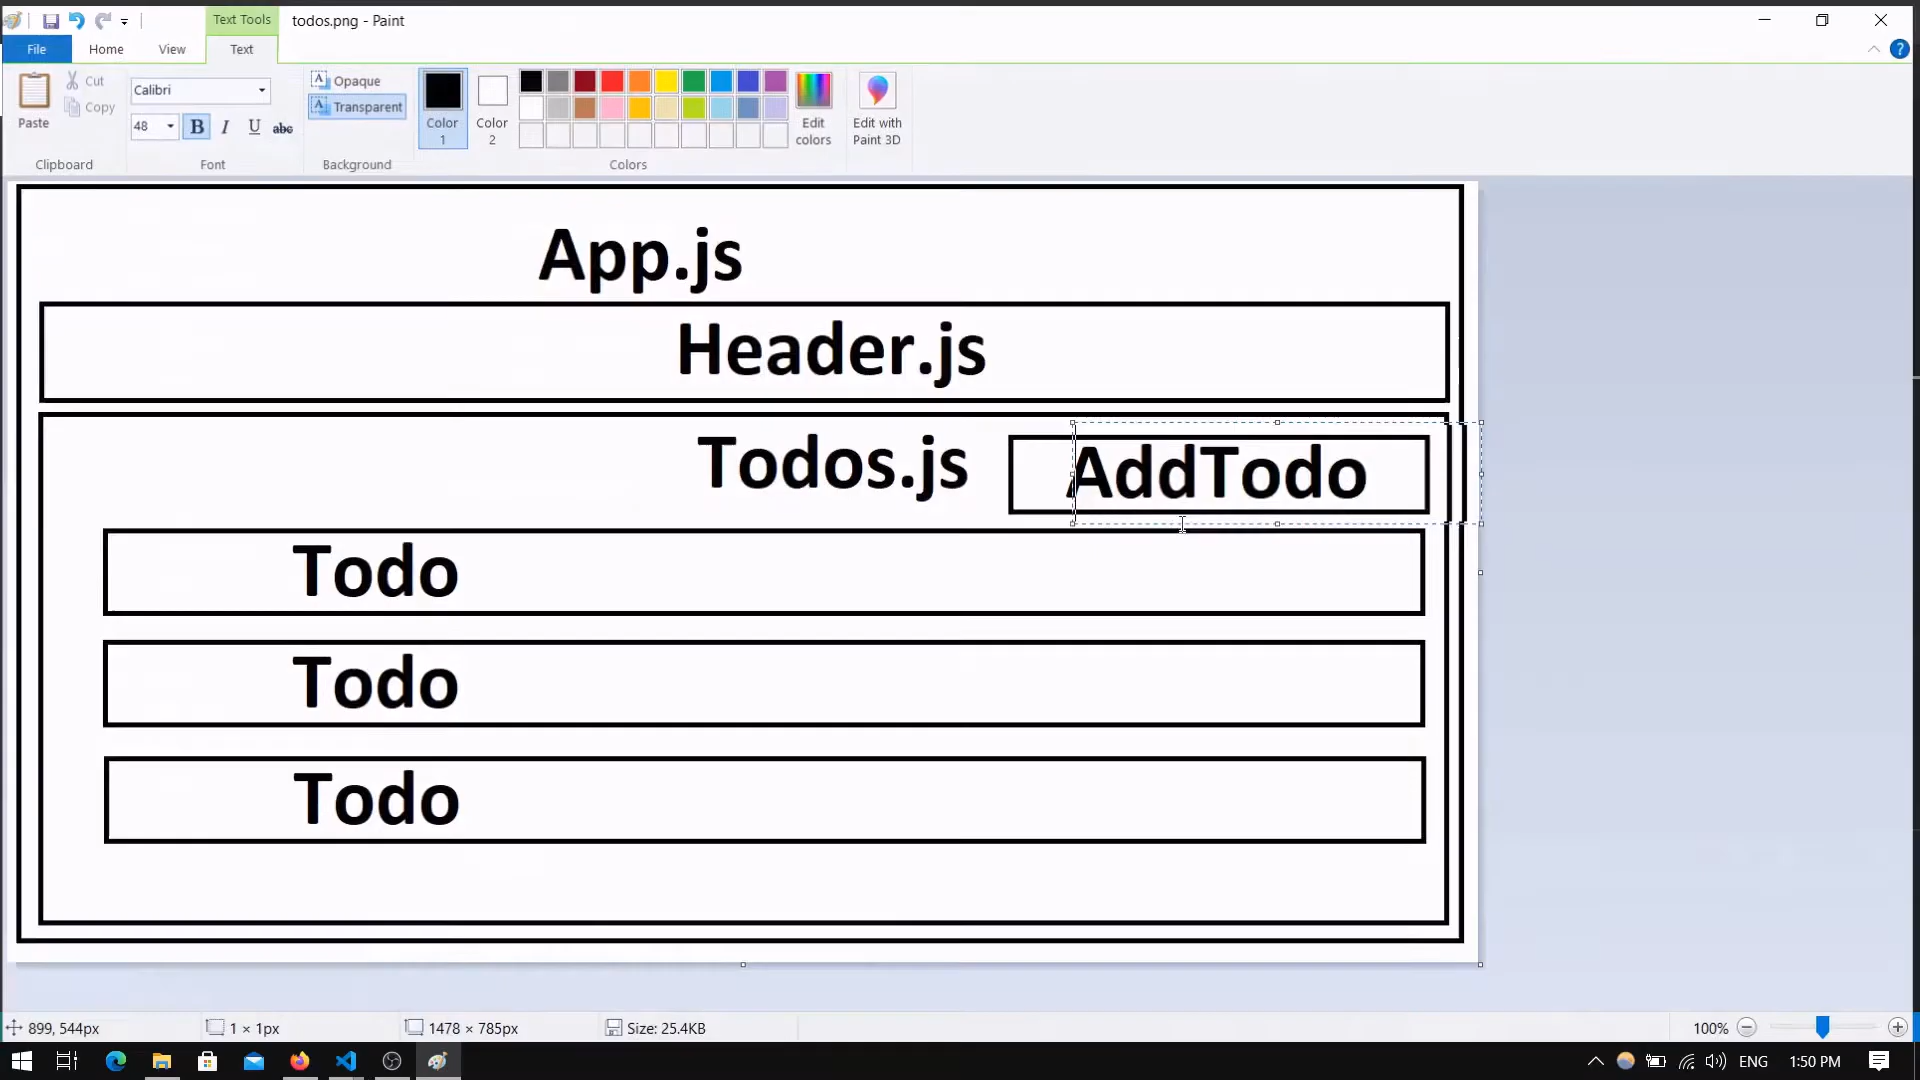 Text Tools
todos.png - Paint
File
Home
View
Text
Paste
Cut
Copy
Clipboard
Calibri
48
B
I
U
abc
Font
A Opaque
A Transparent
Background
Color
1
Color
2
Colors
Edit
colors
Edit with
Paint 3D
?
App.js
Header.js
Todos.js
AddTodo
Todo
Todo
Todo
899, 544px
1 × 1px
1478 × 785px
Size: 25.4KB
100%
ENG
1:50 PM